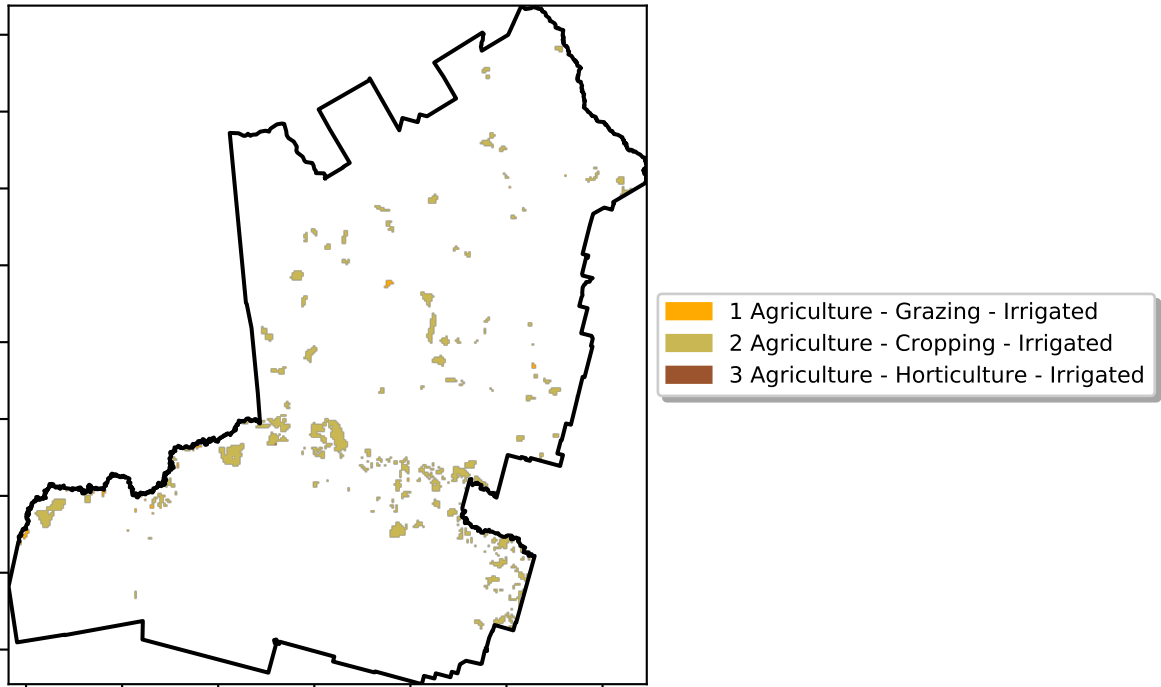 1 Agriculture - Grazing - Irrigated
2 Agriculture - Cropping - Irrigated
3 Agriculture - Horticulture - Irrigated